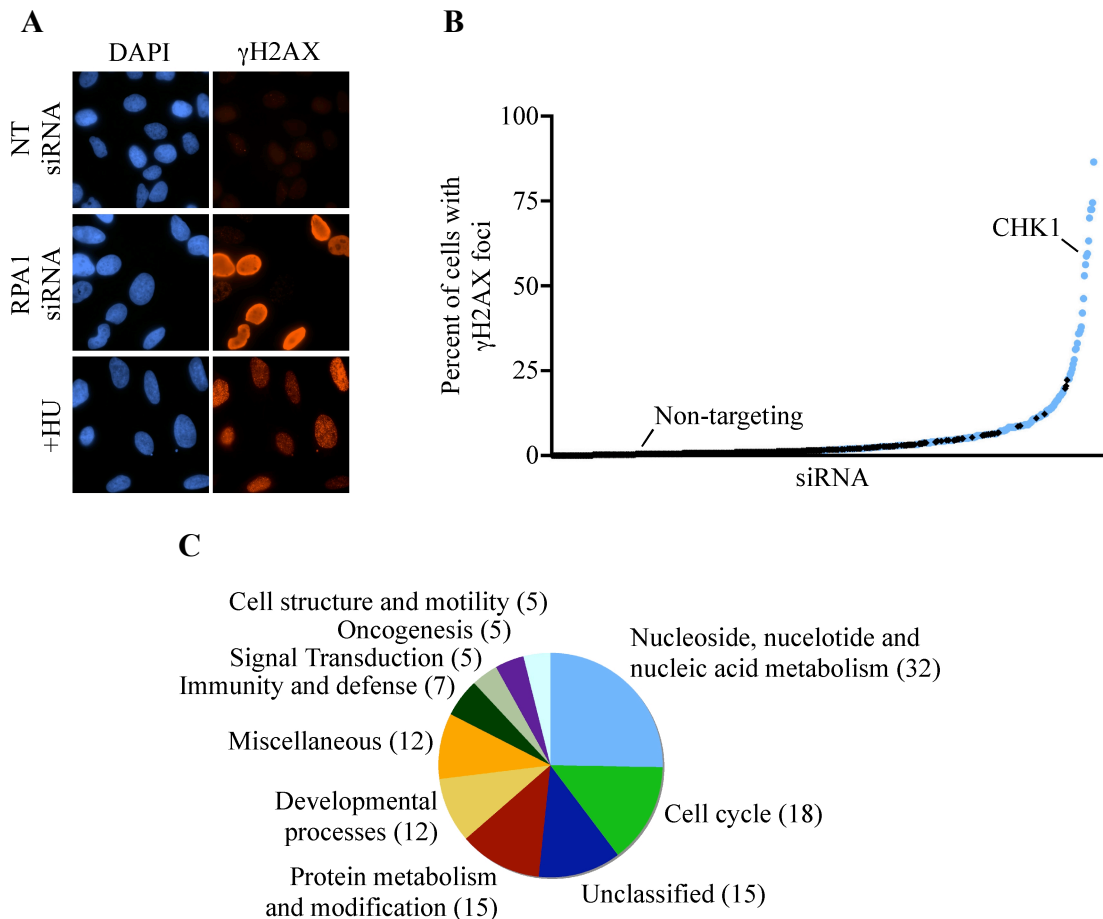 A
DAPI
γH2AX
NT
siRNA
RPA1
siRNA
+HU
B
Percent of cells with
γH2AX foci
100
75
50
25
0
CHK1
Non-targeting
siRNA
C
Cell structure and motility (5)
Oncogenesis (5)
Signal Transduction (5)
Immunity and defense (7)
Miscellaneous (12)
Developmental
processes (12)
Protein metabolism
and modification (15)
Nucleoside, nucelotide and
nucleic acid metabolism (32)
Cell cycle (18)
Unclassified (15)